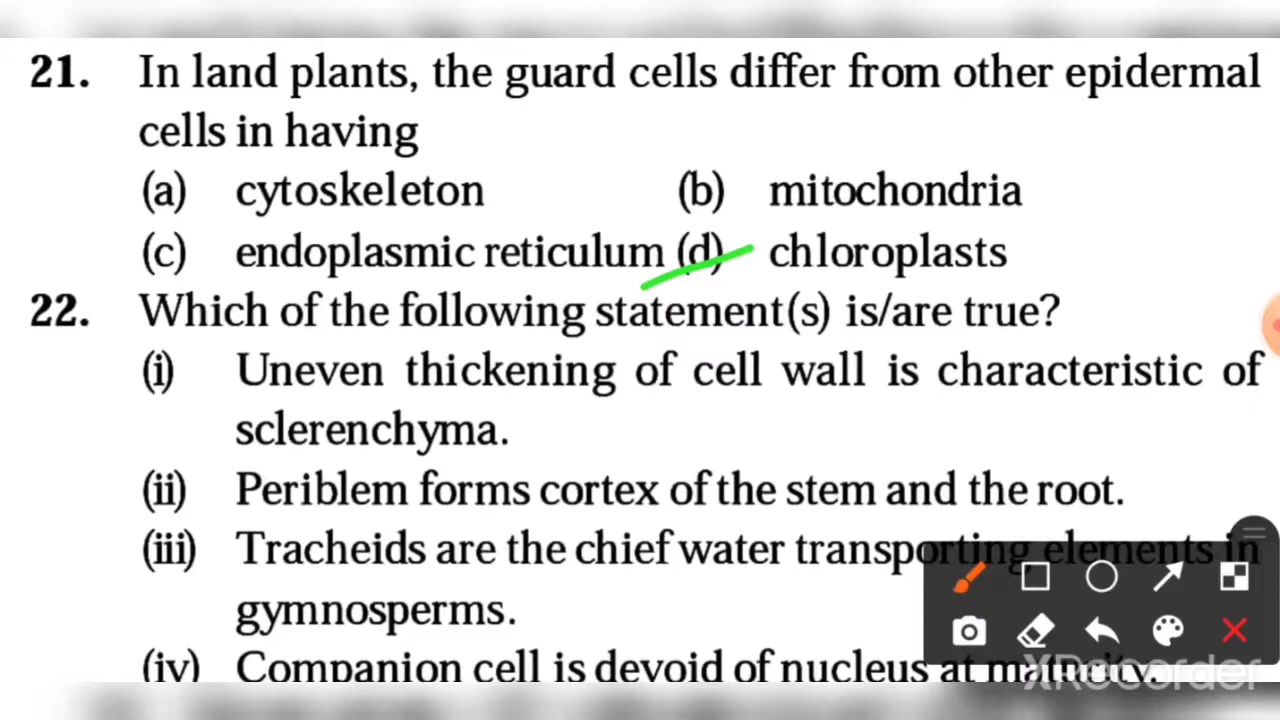 21. In land plants, the guard cells differ from other epidermal
cells in having
(a) cytoskeleton (b) mitochondria
(c) endoplasmic reticulum (d) chloroplasts
22. Which of the following statement(s) is/are true?
(i) Uneven thickening of cell wall is characteristic of
sclerenchyma.
(ii) Periblem forms cortex of the stem and the root.
(iii) Tracheids are the chief water transporting elements in
gymnosperms.
(iv) Companion cell is devoid of nucleus at maturity.
XRecorder